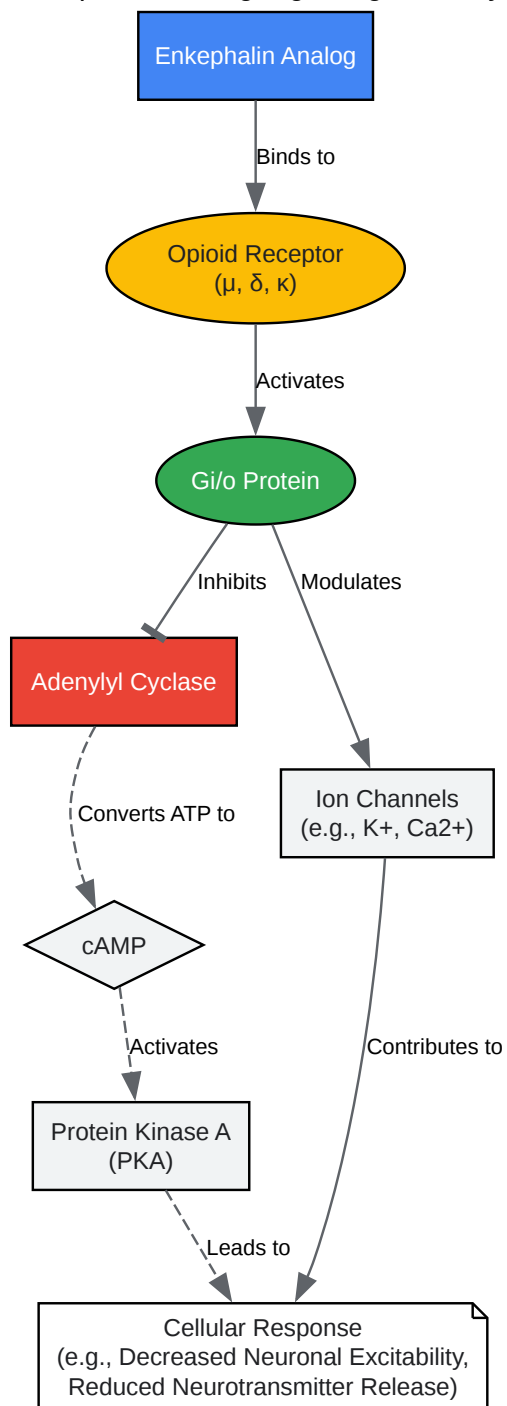 Enkephalin Analog
Binds to
Opioid Receptor
(μ, δ, κ)
Activates
Gi/o Protein
Inhibits
Modulates
Adenylyl Cyclase
Ion Channels
(e.g., K+, Ca2+)
Converts ATP to
cAMP
Activates
Contributes to
Protein Kinase A
(PKA)
Leads to
Cellular Response
(e.g., Decreased Neuronal Excitability,
Reduced Neurotransmitter Release)